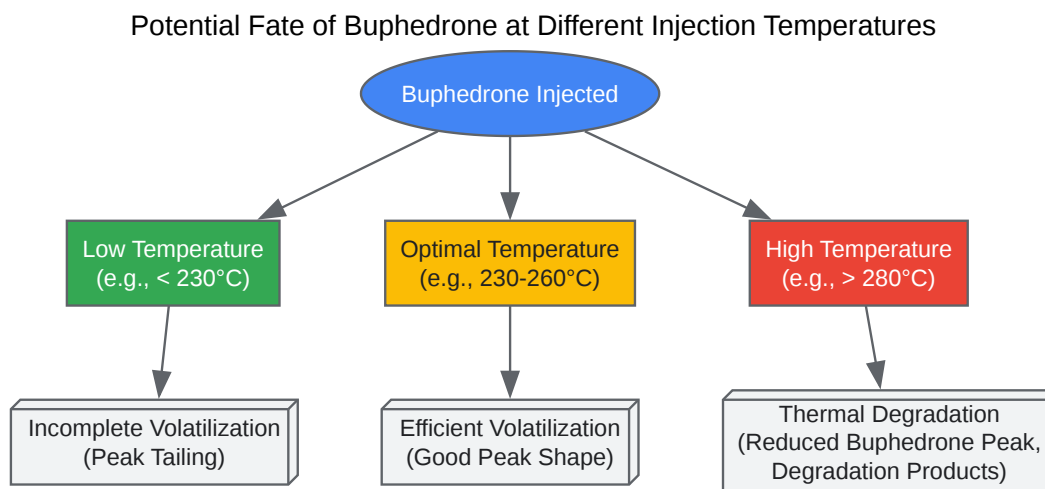 Potential Fate of Buphedrone at Different Injection Temperatures
Buphedrone Injected
Low Temperature
(e.g., < 230°C)
Optimal Temperature
(e.g., 230-260°C)
High Temperature
(e.g., > 280°C)
Incomplete Volatilization
(Peak Tailing)
Efficient Volatilization
(Good Peak Shape)
Thermal Degradation
(Reduced Buphedrone Peak,
Degradation Products)